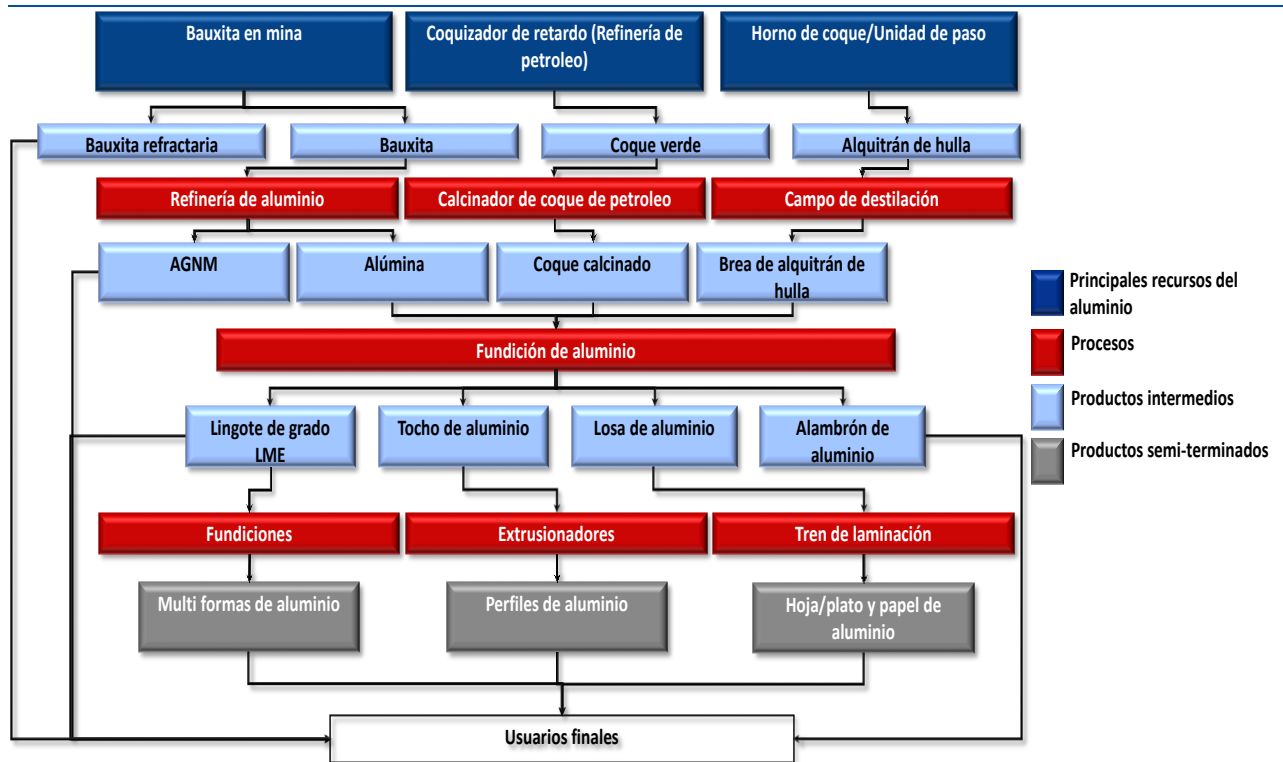 Bauxita en mina
Coquizador de retardo (Refinería de
petroleo)
Horno de coque/Unidad de paso
Bauxita refractaria
Bauxita
Coque verde
Alquitrán de hulla
Refinería de aluminio
Calcinador de coque de petroleo
Campo de destilación
AGNM
Alúmina
Coque calcinado
Brea de alquitrán de
hulla
Principales recursos del
aluminio
Procesos
Productos intermedios
Productos semi-terminados
Fundición de aluminio
Lingote de grado
LME
Tocho de aluminio
Losa de aluminio
Alambrón de
aluminio
Fundiciones
Extrusionadores
Tren de laminación
Multi formas de aluminio
Perfiles de aluminio
Hoja/plato y papel de
aluminio
Usuarios finales